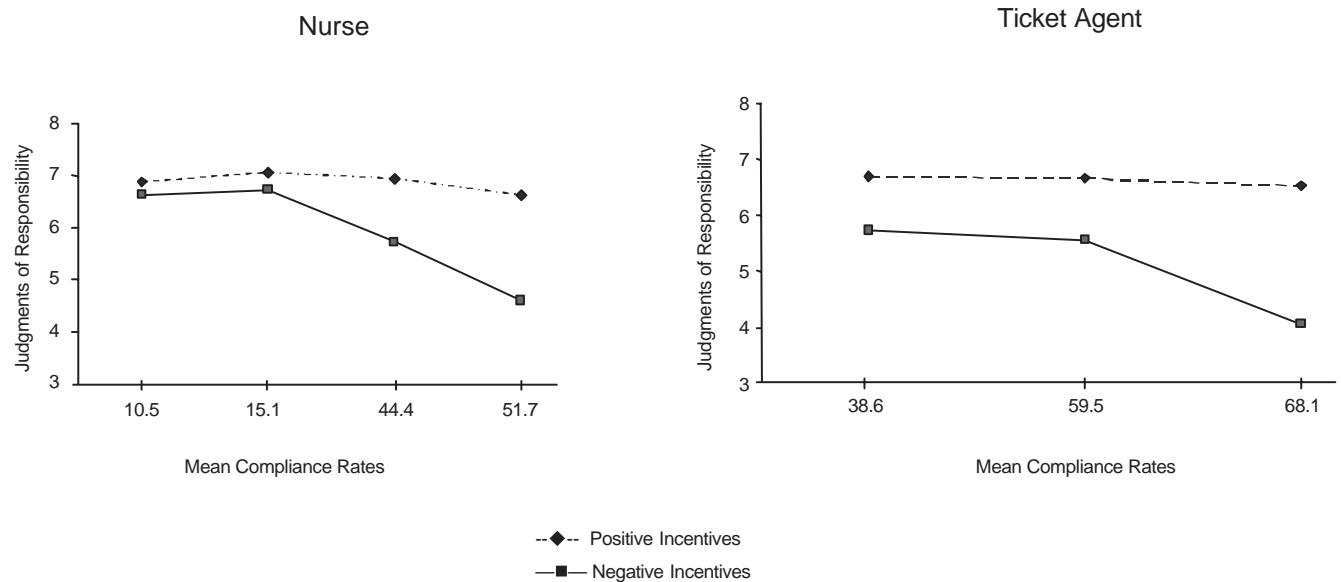 Nurse
Judgments of Responsibility
8
7
6
5
4
3
10.5 15.1 44.4 51.7
Mean Compliance Rates
Ticket Agent
Judgments of Responsibility
8
7
6
5
4
3
38.6 59.5 68.1
Mean Compliance Rates
Positive Incentives
Negative Incentives